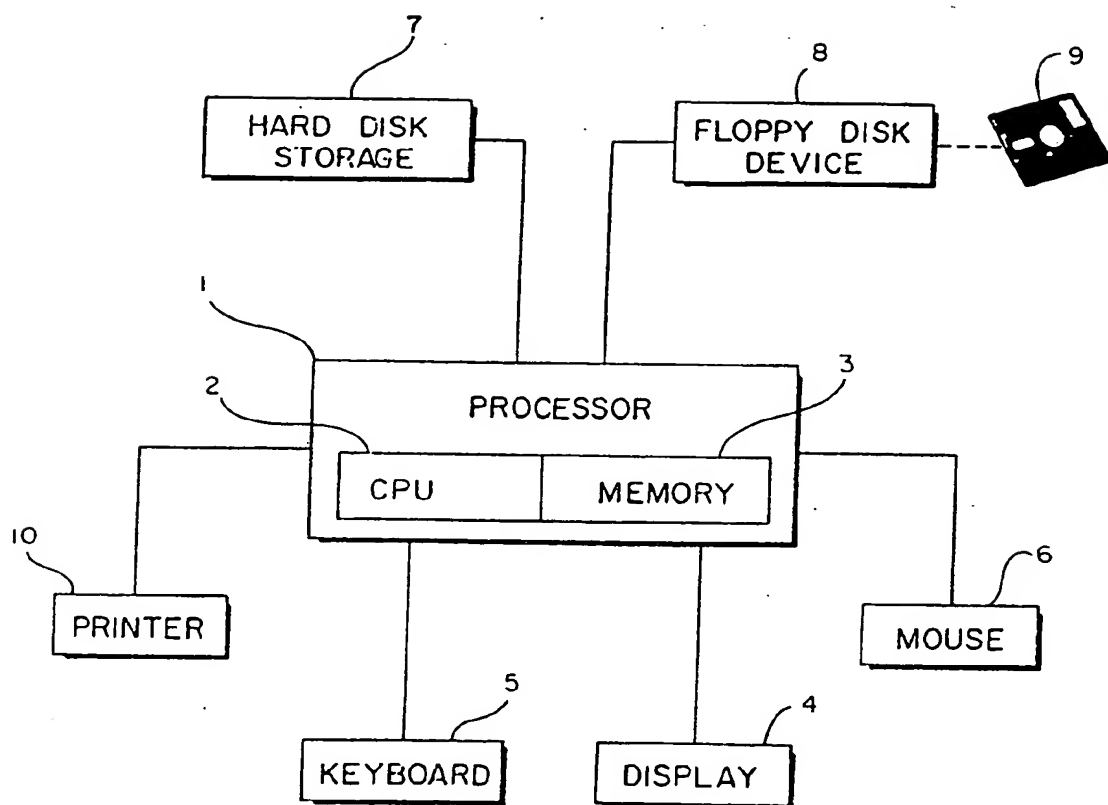 7
8
9
HARD DISK
STORAGE
FLOPPY DISK
DEVICE
1
2
3
PROCESSOR
CPU
MEMORY
10
6
PRINTER
MOUSE
5
4
KEYBOARD
DISPLAY